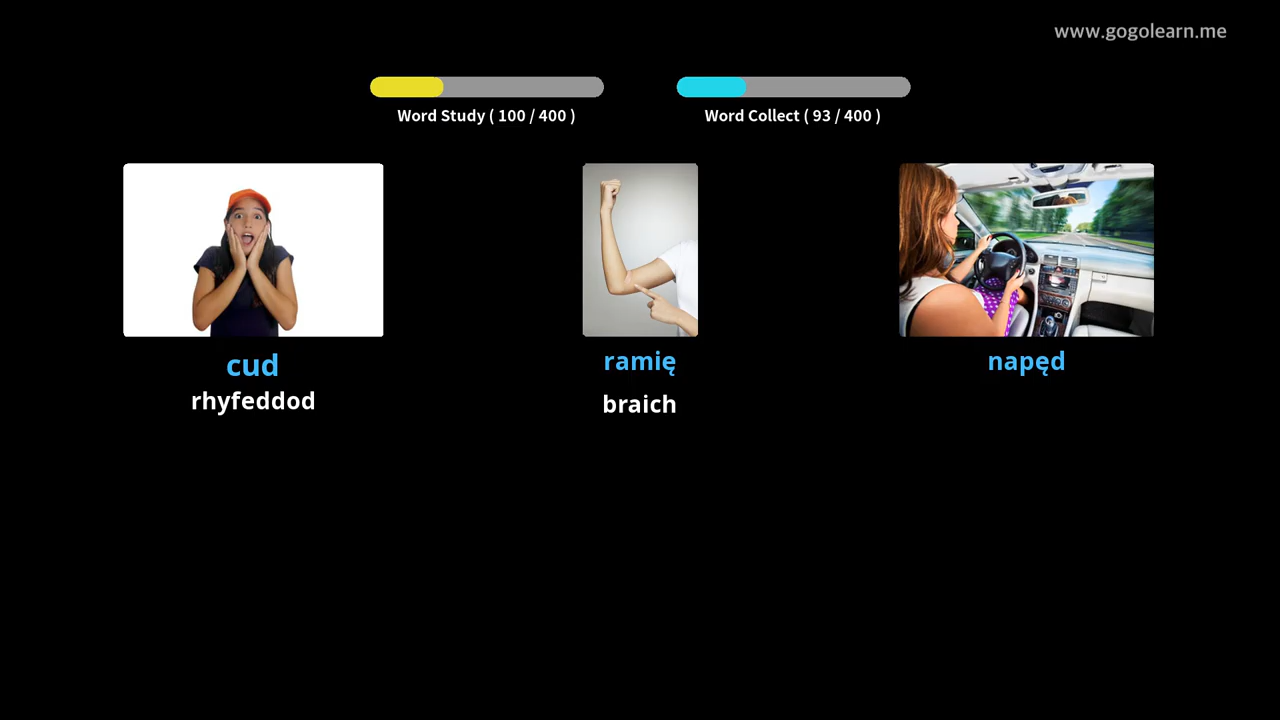 www.gogolearn.me
Word Study ( 100 / 400 )
Word Collect ( 93 / 400 )
cud
rhyfeddod
ramię
braich
napęd